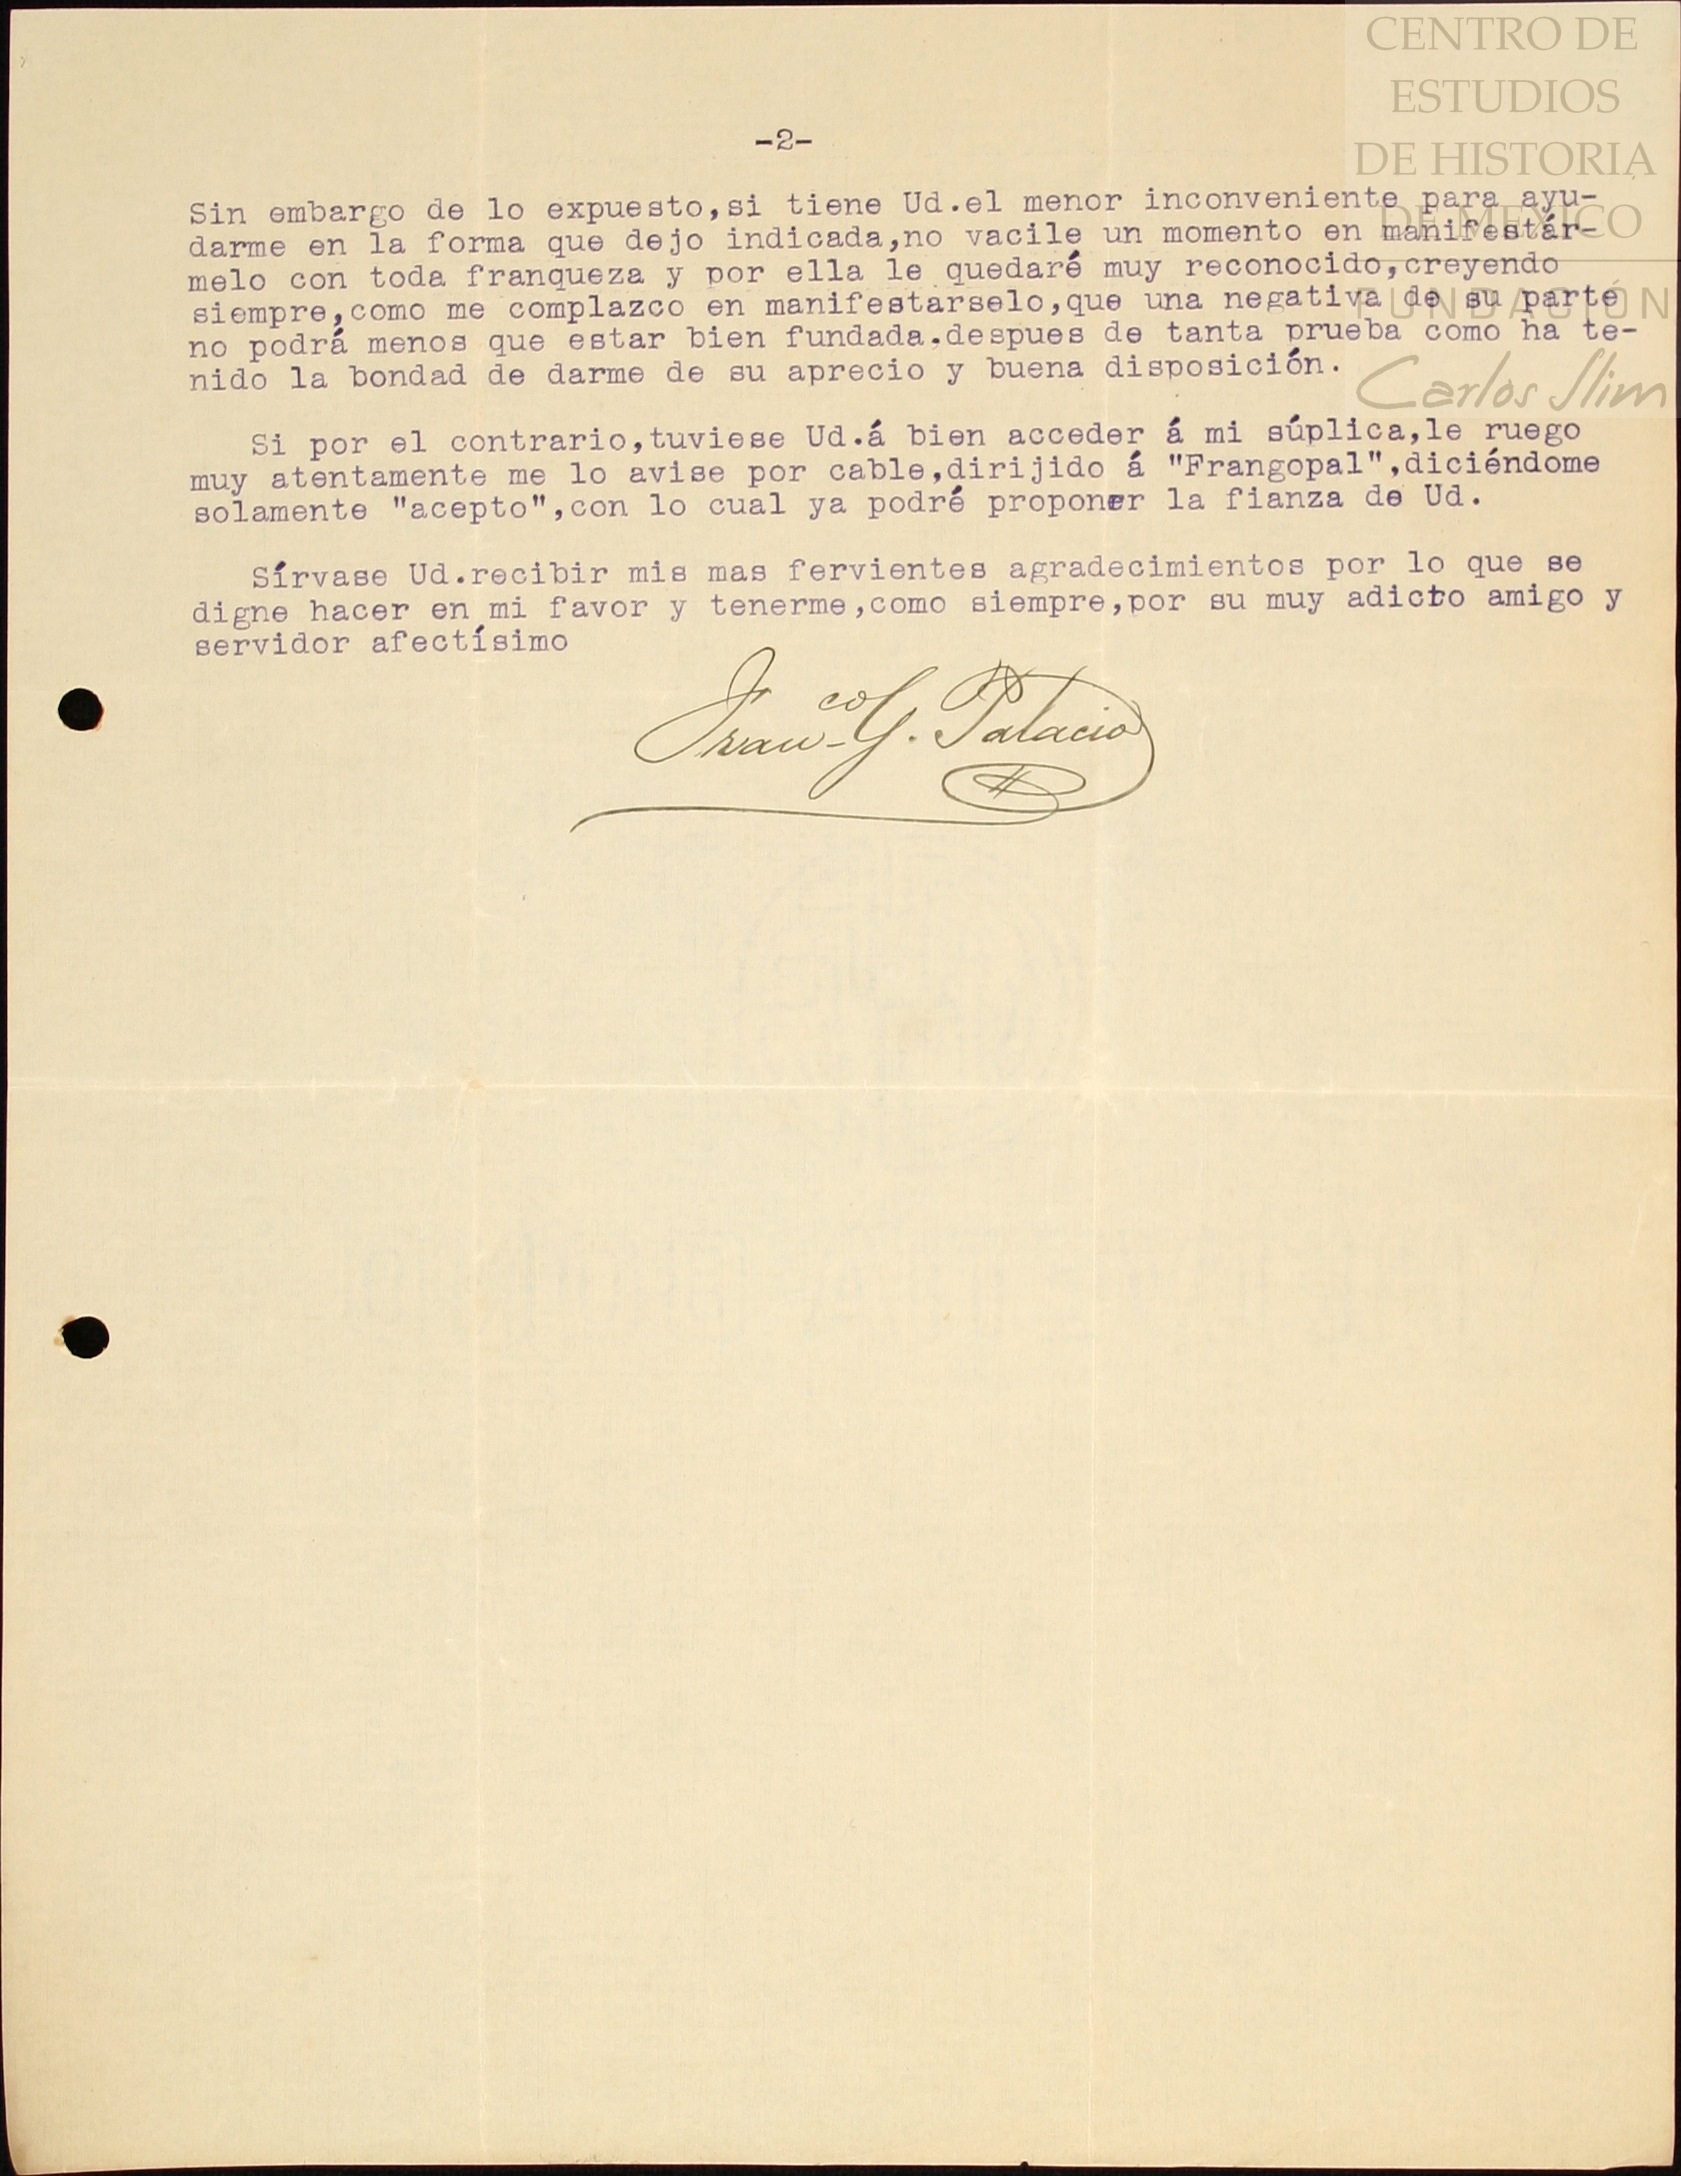 CENTRO DE
ESTUDIOS
DE HISTORIA
DE MÉXICO
FUNDACIÓN
Carlos Slim
-2-
Sin embargo de lo expuesto,si tiene Ud.el menor inconveniente para ayu-
darme en la forma que dejo indicada,no vacile un momento en manifestár-
melo con toda franqueza y por ella le quedaré muy reconocido,creyendo
siempre,como me complazco en manifestarselo,que una negativa de su parte
no podrá menos que estar bien fundada.despues de tanta prueba como ha te-
nido la bondad de darme de su aprecio y buena disposición.
Si por el contrario,tuviese Ud.á bien acceder á mi súplica,le ruego
muy atentamente me lo avise por cable,dirijido á "Frangopal",diciéndome
solamente "acepto",con lo cual ya podré proponer la fianza de Ud.
Sírvase Ud.recibir mis mas fervientes agradecimientos por lo que se
digne hacer en mi favor y tenerme,como siempre,por su muy adicto amigo y
servidor afectísimo
Franco G. Palacio